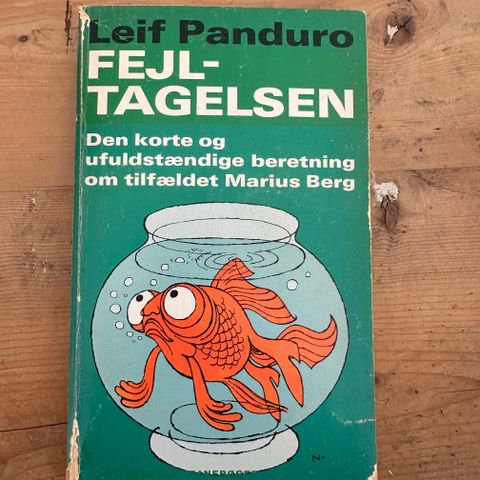 Leif Panduro
FEJL-
TAGELSEN
Den korte og
ufuldstændige beretning
om tilfældet Marius Berg
N.